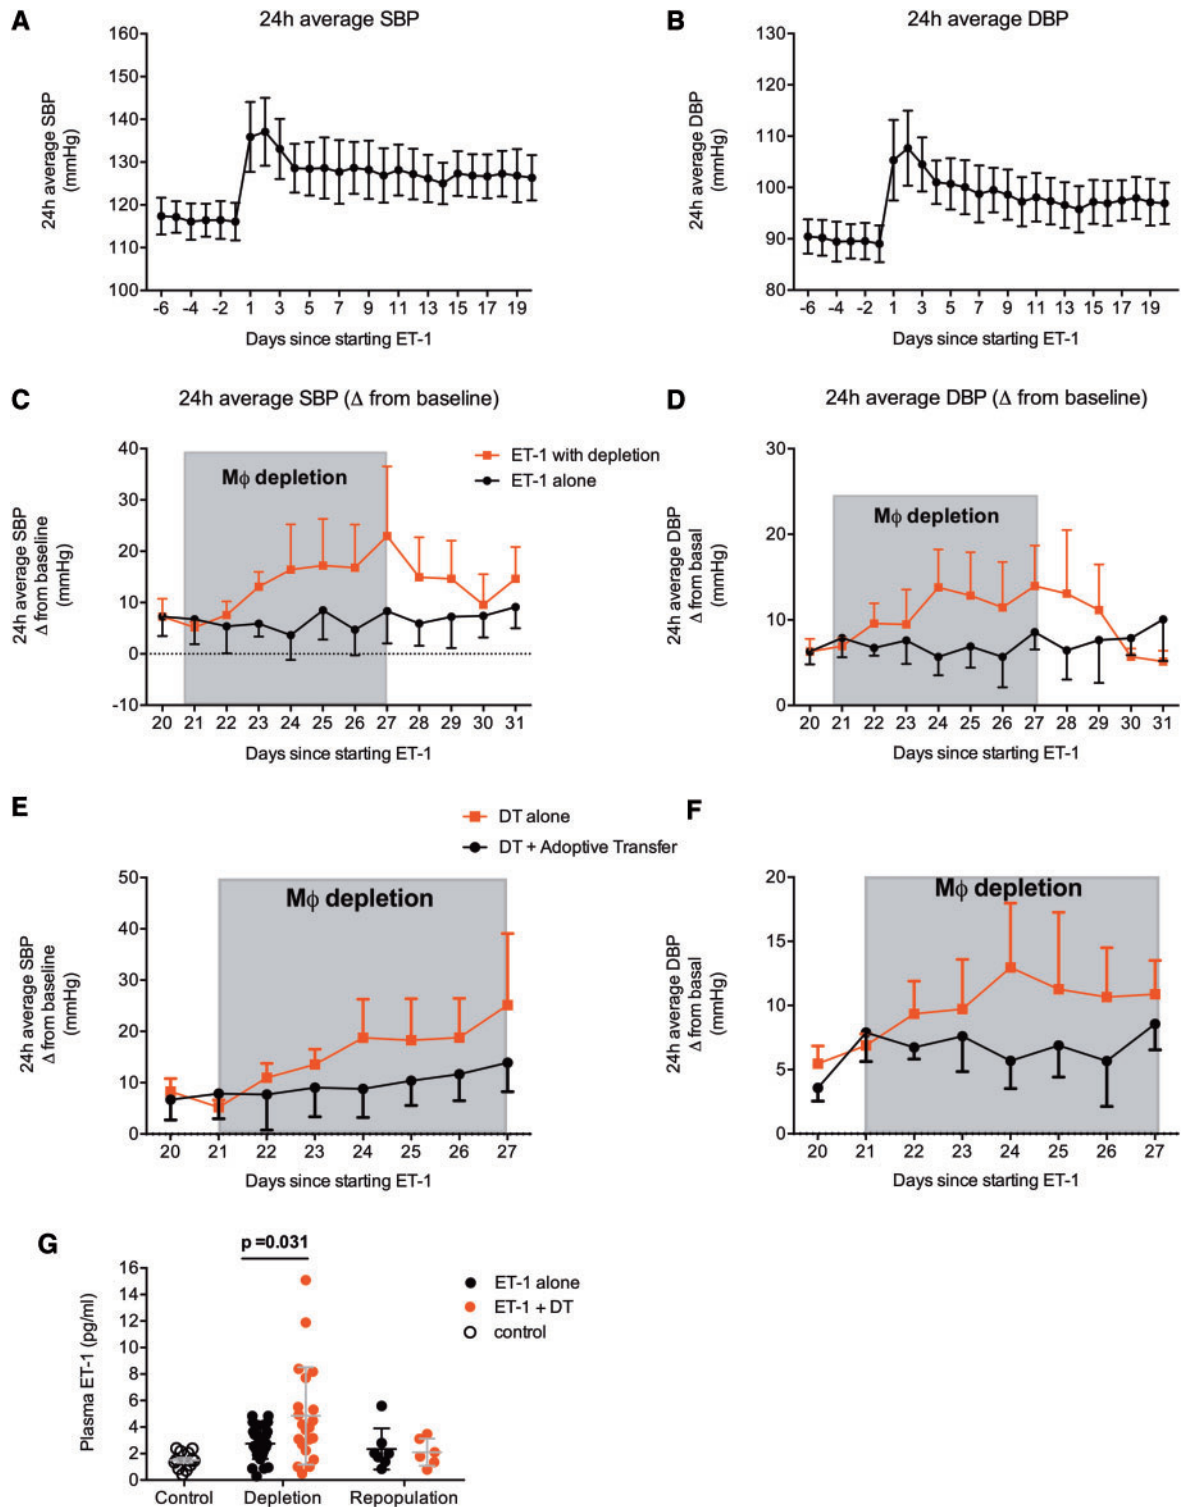 A
24h average SBP
24h average SBP
(mmHg)
160
150
140
130
120
110
100
-6 -4 -2 1 3 5 7 9 11 13 15 17 19
Days since starting ET-1
B
24h average DBP
24h average DBP
(mmHg)
130
120
110
100
90
80
-6 -4 -2 1 3 5 7 9 11 13 15 17 19
Days since starting ET-1
C
24h average SBP (Δ from baseline)
24h average SBP
Δ from baseline
(mmHg)
40
30
20
10
0
-10
Mϕ depletion
ET-1 with depletion
ET-1 alone
20 21 22 23 24 25 26 27 28 29 30 31
Days since starting ET-1
D
24h average DBP (Δ from baseline)
24h average DBP
Δ from basal
(mmHg)
30
20
10
0
Mϕ depletion
20 21 22 23 24 25 26 27 28 29 30 31
Days since starting ET-1
E
DT alone
DT + Adoptive Transfer
24h average SBP
Δ from baseline
(mmHg)
50
40
30
20
10
0
Mϕ depletion
20 21 22 23 24 25 26 27
Days since starting ET-1
F
24h average DBP
Δ from basal
(mmHg)
20
15
10
5
0
Mϕ depletion
20 21 22 23 24 25 26 27
Days since starting ET-1
G
p =0.031
Plasma ET-1 (pg/ml)
16
14
12
10
8
6
4
2
0
ET-1 alone
ET-1 + DT
control
Control Depletion Repopulation